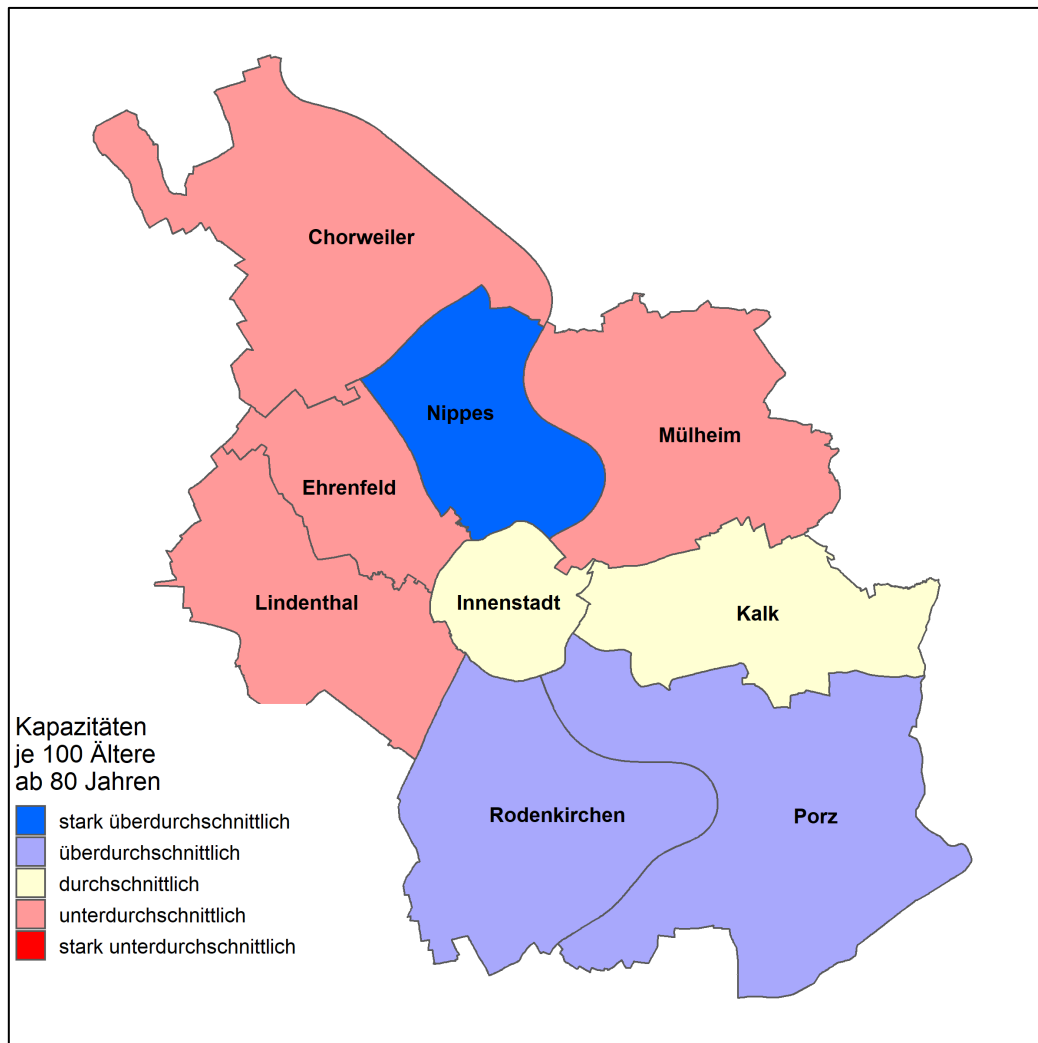 Chorweiler
Nippes
Mülheim
Ehrenfeld
Lindenthal
Innenstadt
Kalk
Rodenkirchen
Porz
Kapazitäten
je 100 Ältere
ab 80 Jahren
stark überdurchschnittlich
überdurchschnittlich
durchschnittlich
unterdurchschnittlich
stark unterdurchschnittlich